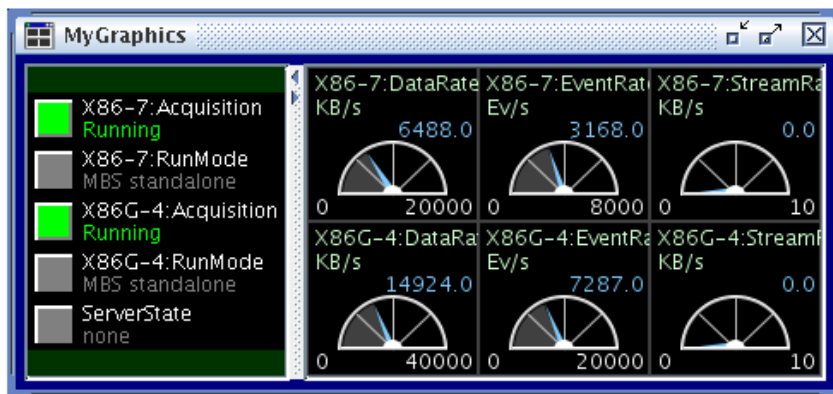 MyGraphics
X86-7:Acquisition
Running
X86-7:RunMode
MBS standalone
X86G-4:Acquisition
Running
X86G-4:RunMode
MBS standalone
ServerState
none
X86-7:DataRate
KB/s
6488.0
0 20000
X86-7:EventRat
Ev/s
3168.0
0 8000
X86-7:StreamRa
KB/s
0.0
0 10
X86G-4:DataRa
KB/s
14924.0
0 40000
X86G-4:EventRa
Ev/s
7287.0
0 20000
X86G-4:Stream
KB/s
0.0
0 10